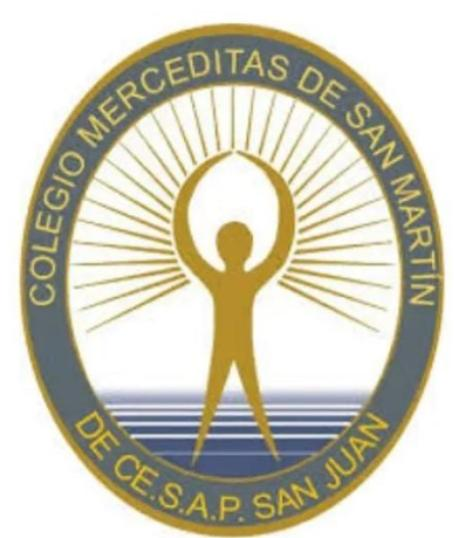 COLEGIO MERCEDITAS DE SAN MARTÍN
DE CE.S.A.P. SAN JUAN